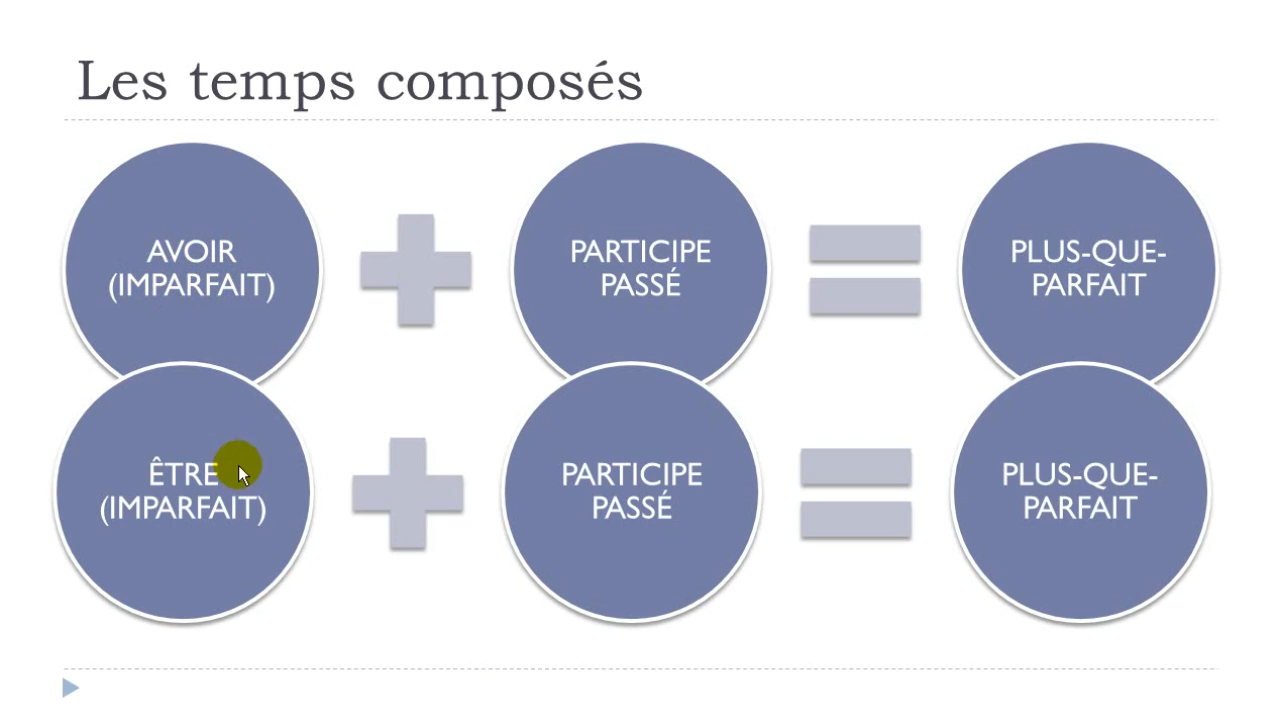 Les temps composés
AVOIR
(IMPARFAIT)
PARTICIPE
PASSÉ
PLUS-QUE-
PARFAIT
ÊTRE
(IMPARFAIT)
PARTICIPE
PASSÉ
PLUS-QUE-
PARFAIT